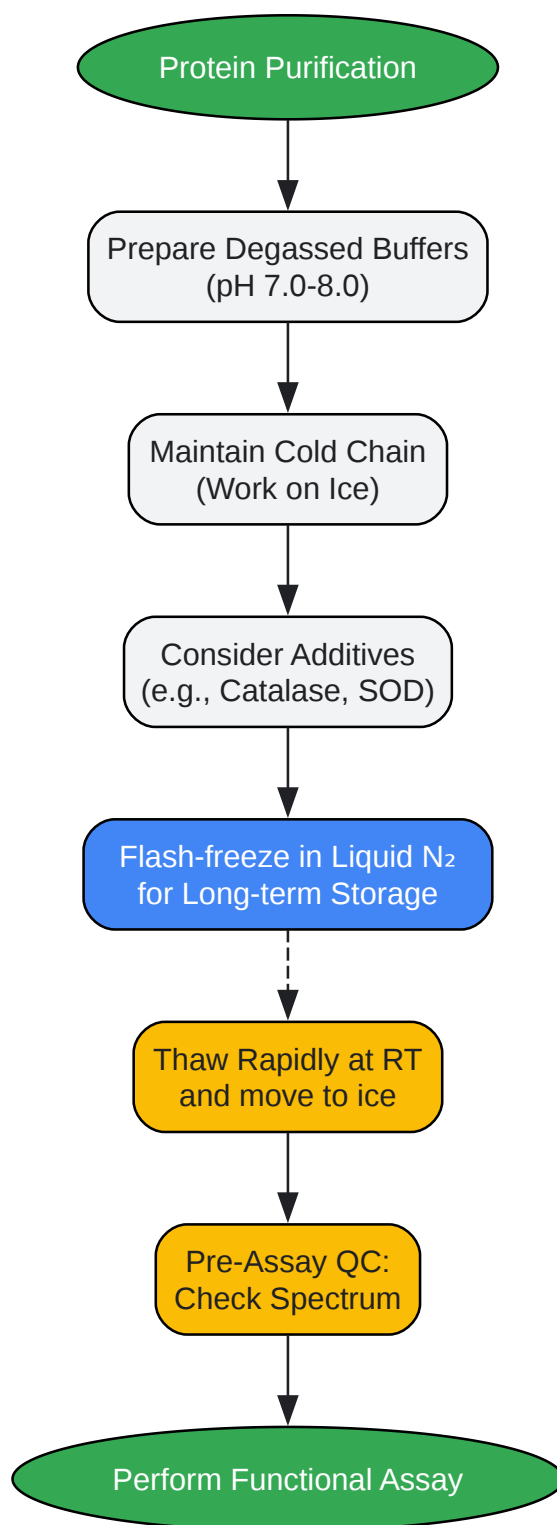 Protein Purification
Prepare Degassed Buffers
(pH 7.0-8.0)
Maintain Cold Chain
(Work on Ice)
Consider Additives
(e.g., Catalase, SOD)
Flash-freeze in Liquid N₂
for Long-term Storage
Thaw Rapidly at RT
and move to ice
Pre-Assay QC:
Check Spectrum
Perform Functional Assay